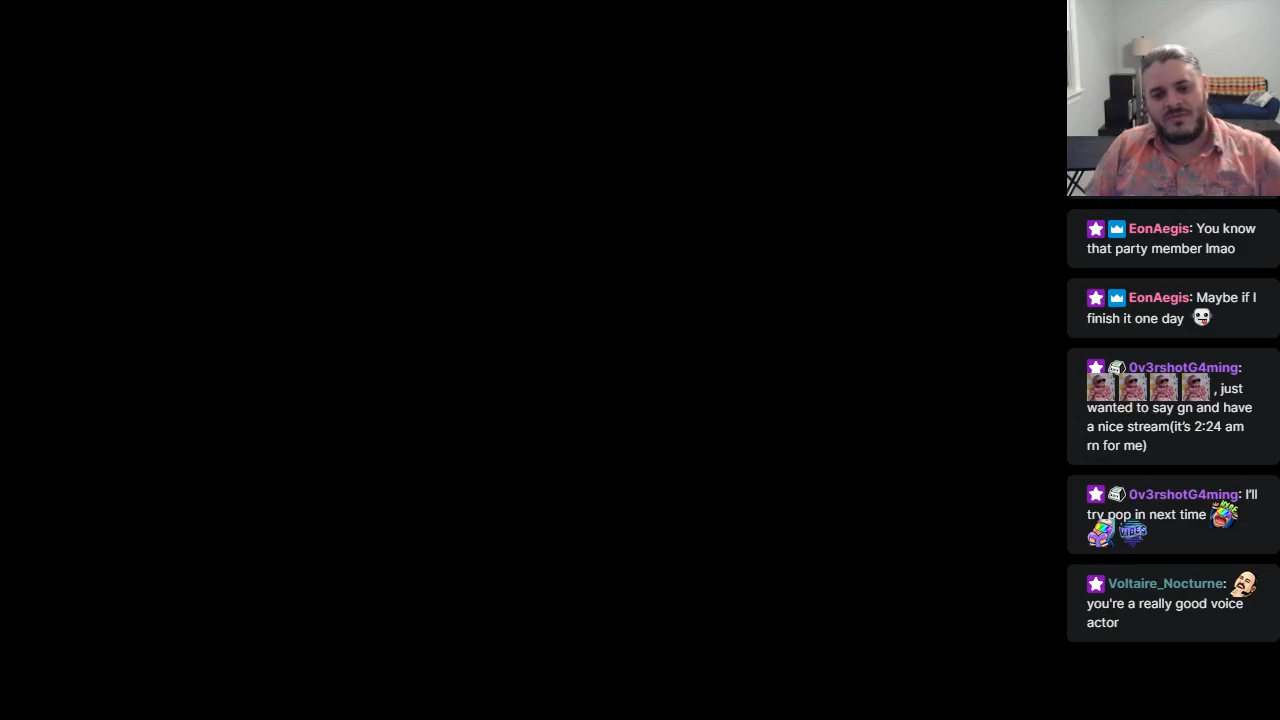 EonAegis: You know
that party member lmao
EonAegis: Maybe if I
finish it one day
0v3rshotG4ming:
, just
wanted to say gn and have
a nice stream(it's 2:24 am
rn for me)
0v3rshotG4ming: I'll
try pop in next time
VIBES
Voltaire_Nocturne:
you're a really good voice
actor